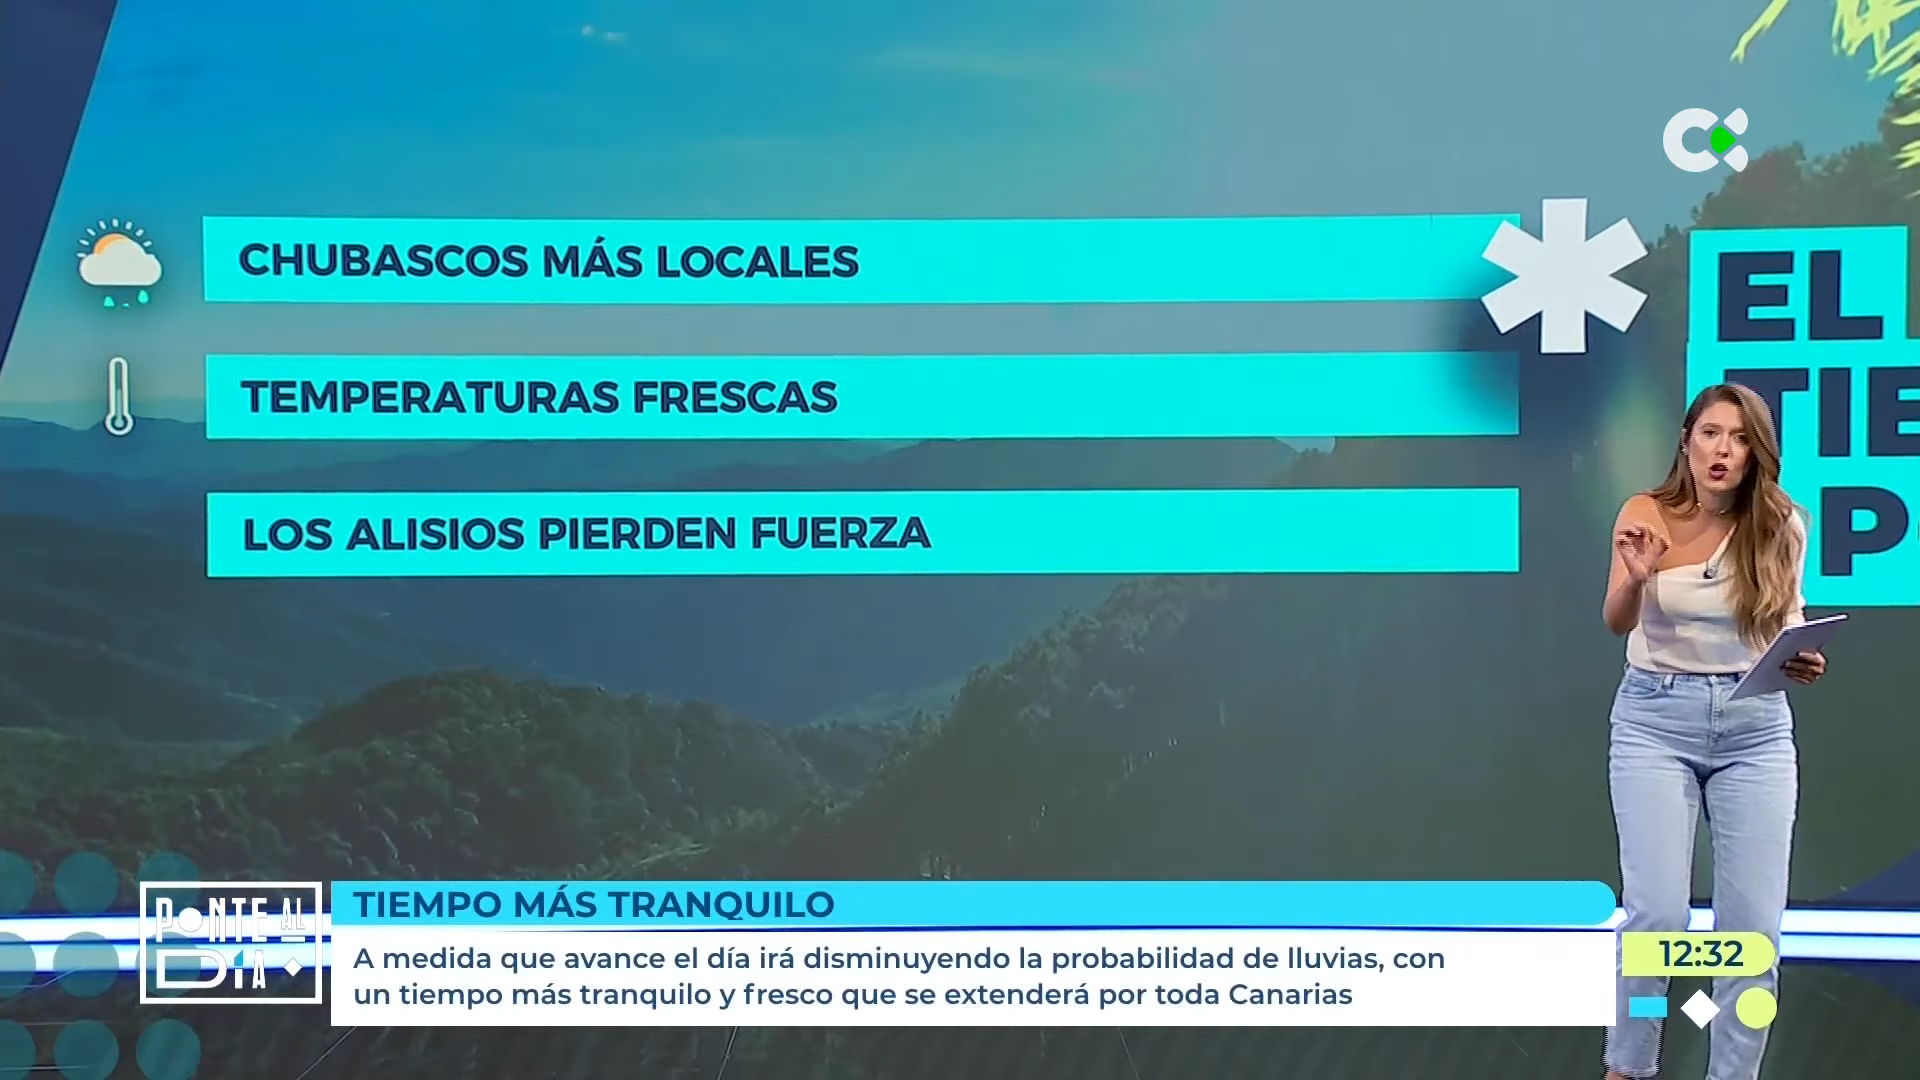 CHUBASCOS MÁS LOCALES
TEMPERATURAS FRESCAS
LOS ALISIOS PIERDEN FUERZA
EL
TIE
P
PONTE AL
DÍA
TIEMPO MÁS TRANQUILO
A medida que avance el día irá disminuyendo la probabilidad de lluvias, con
un tiempo más tranquilo y fresco que se extenderá por toda Canarias
12:32